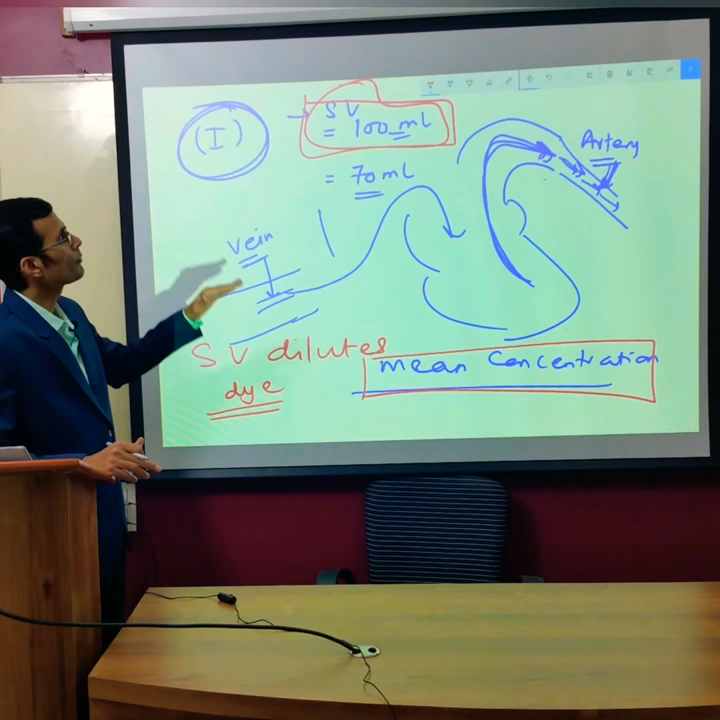 (I)
SV
= 100 ml
= 70 ml
Artery
vein
SV dilutes
dye
mean Concentration